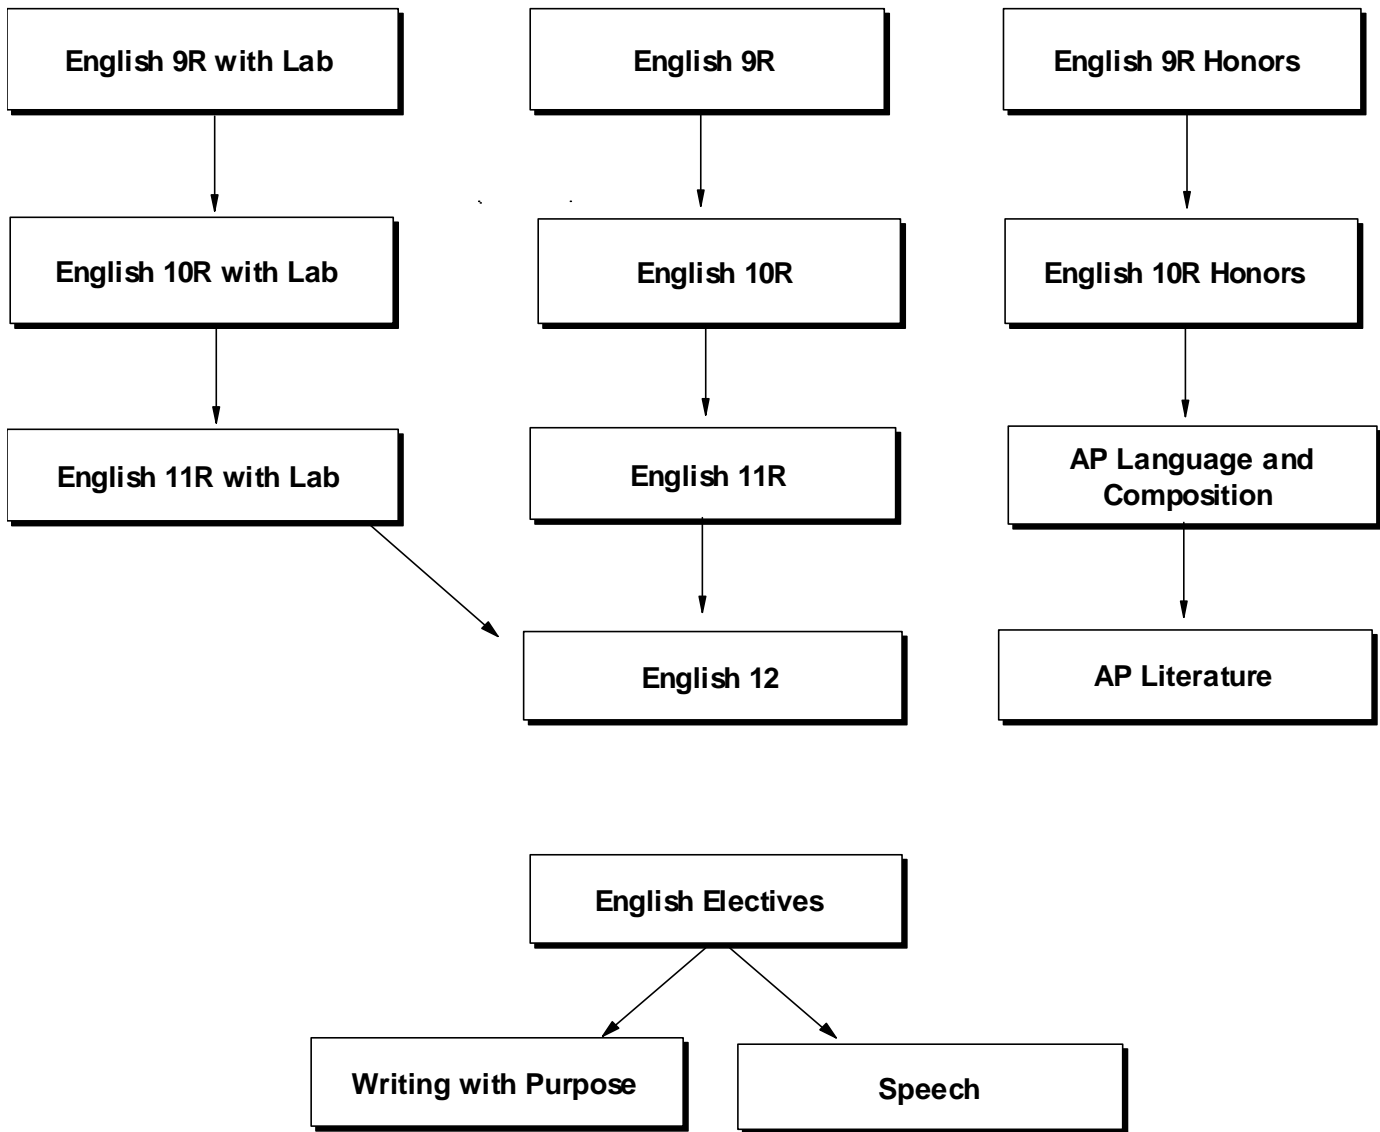 English 9R with Lab
English 9R
English 9R Honors
English 10R with Lab
English 10R
English 10R Honors
English 11R with Lab
English 11R
AP Language and
Composition
English 12
AP Literature
English Electives
Writing with Purpose
Speech